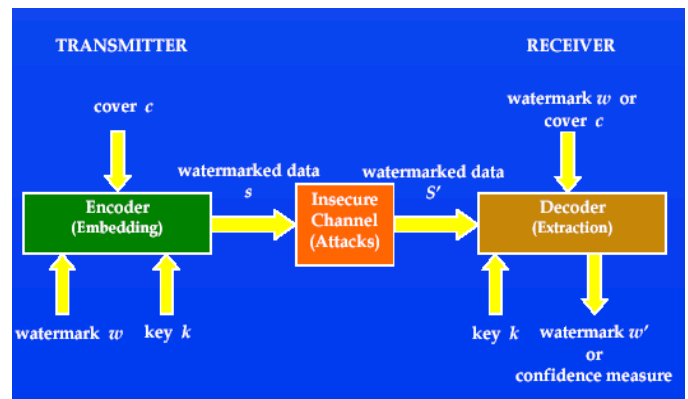 TRANSMITTER
RECEIVER
cover c
watermark w or
cover c
watermarked data
s
watermarked data
S'
Encoder
(Embedding)
Insecure
Channel
(Attacks)
Decoder
(Extraction)
watermark w
key k
key k
watermark w'
or
confidence measure